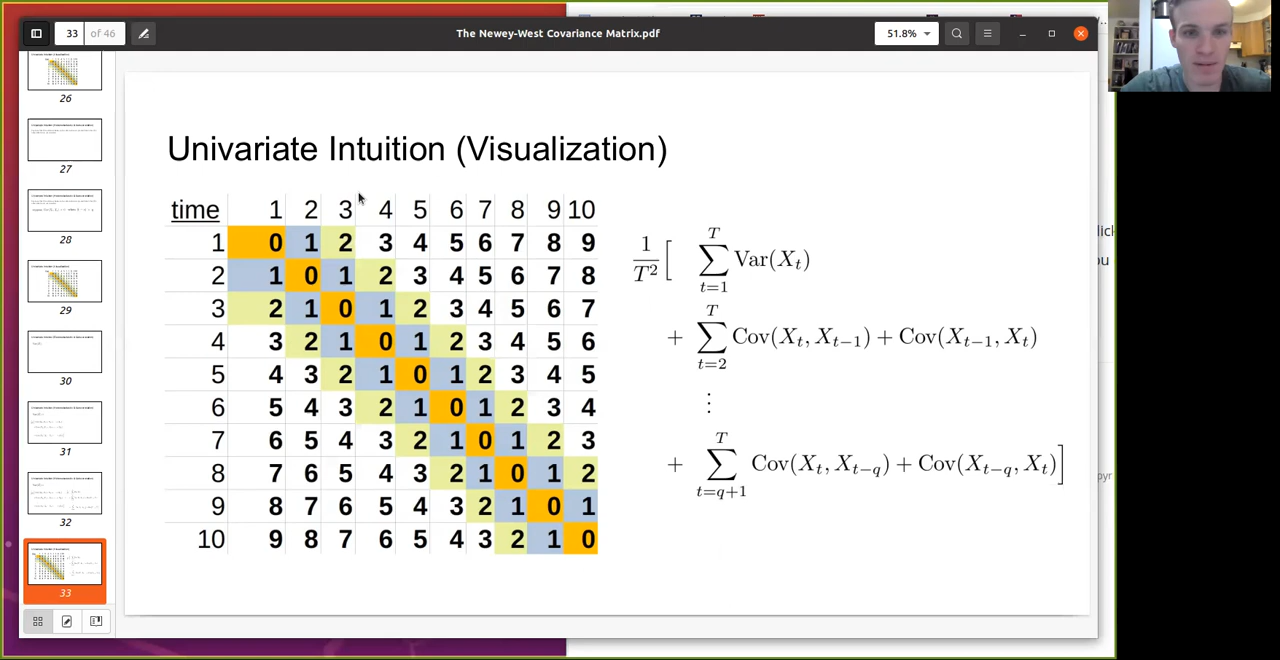 33 of 46
The Newey-West Covariance Matrix.pdf
51.8%
Univariate Intuition (Visualization)
time 1 2 3 4 5 6 7 8 9 10
1 0 1 2 3 4 5 6 7 8 9
2 1 0 1 2 3 4 5 6 7 8
3 2 1 0 1 2 3 4 5 6 7
4 3 2 1 0 1 2 3 4 5 6
5 4 3 2 1 0 1 2 3 4 5
6 5 4 3 2 1 0 1 2 3 4
7 6 5 4 3 2 1 0 1 2 3
8 7 6 5 4 3 2 1 0 1 2
9 8 7 6 5 4 3 2 1 0 1
10 9 8 7 6 5 4 3 2 1 0
1/T² [ ∑_{t=1}^{T} Var(X_t)
+ ∑_{t=2}^{T} Cov(X_t, X_{t−1}) + Cov(X_{t−1}, X_t)
⋮
+ ∑_{t=q+1}^{T} Cov(X_t, X_{t−q}) + Cov(X_{t−q}, X_t) ]
26
27
28
29
30
31
32
33